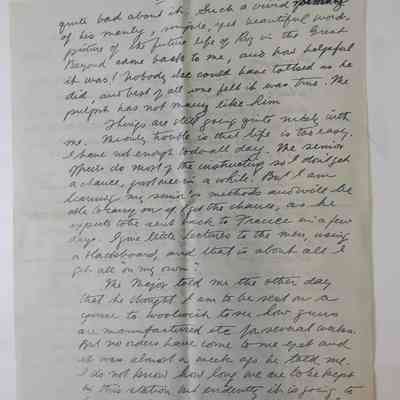 quite bad about it. Such a vivid
of his manly, simple, yet beautiful word-
picture of the future life of Roy in the Great
Beyond came back to me, and how helpful
it was! Nobody else could have talked as he
did, and best of all one felt it was true. The
pulpit has not many like him
Things are still going quite nicely with
me. Mainly trouble is that life is too easy.
I have not enough to do all day. The senior
officers do most of the instructing so I don't get
a chance, just once in a while. But I am
learning my senior's methods and will be
able to carry on if I get the chance, as he
expects to be sent back to France in a few
days. I give little lectures to the men, using
a blackboard, and that is about all I
get all on my own.
The Major told me the other day
that he thought I am to be sent on a
course to Woolwich to see how guns
are manufactured etc for several weeks.
But no orders have come to me yet and
it was almost a week ago he told me.
I do not know how long we are to be kept
at this station but evidently it is going to